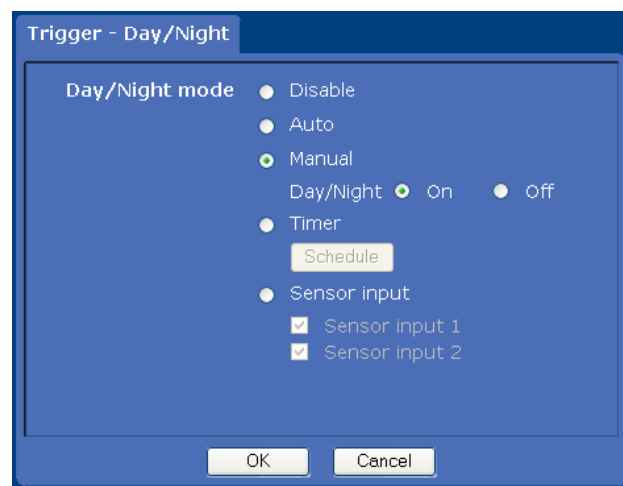 Trigger - Day/Night
Day/Night mode Disable
Auto
Manual
Day/Night On Off
Timer
Schedule
Sensor input
Sensor input 1
Sensor input 2
OK Cancel